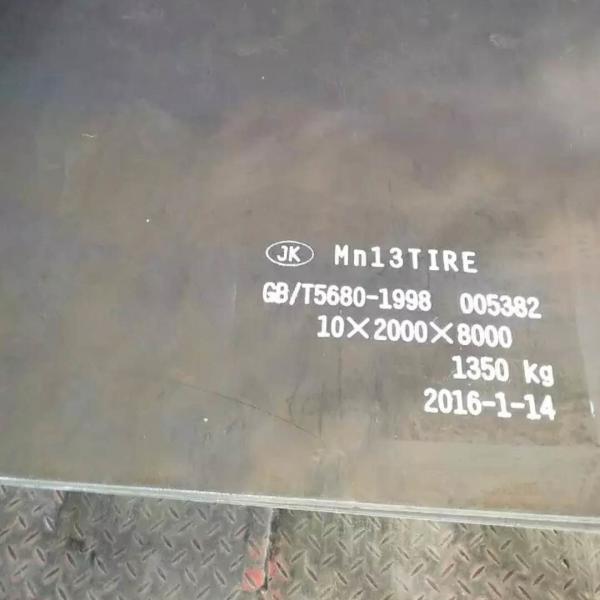 JK Mn13TIRE
GB/T5680-1998 005382
10×2000×8000
1350 kg
2016-1-14